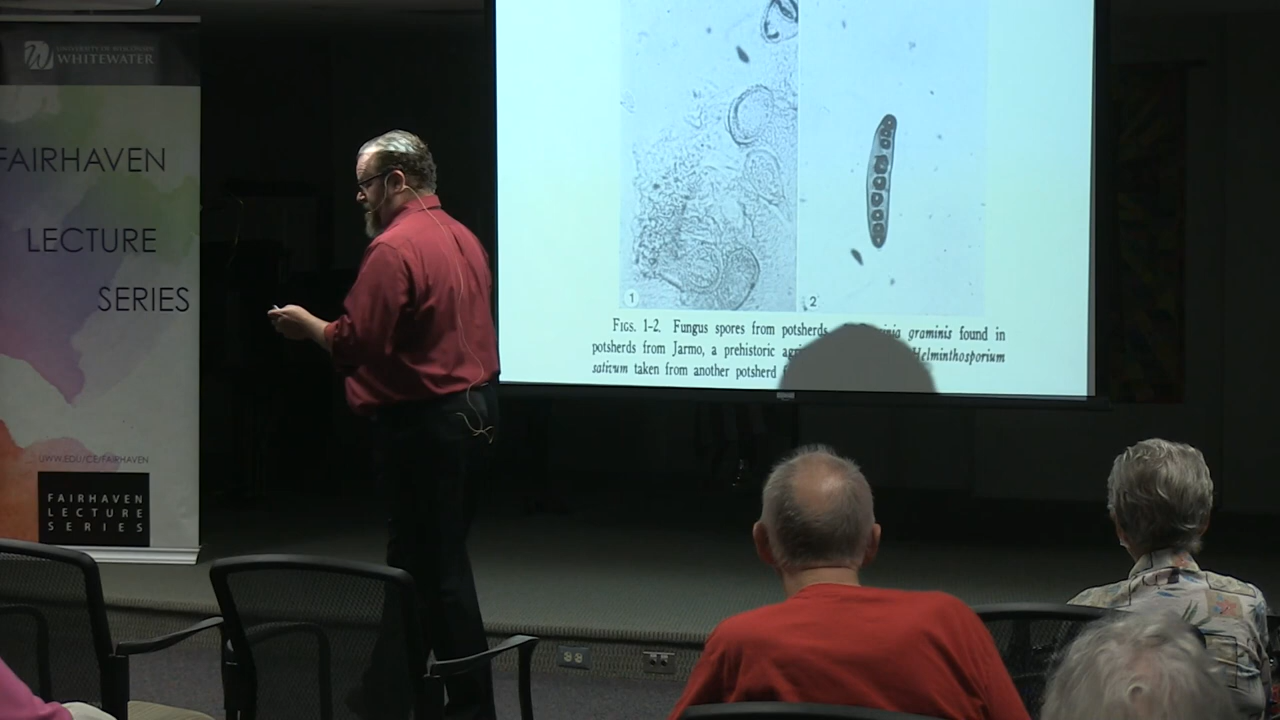 UNIVERSITY OF WISCONSIN
WHITEWATER
FAIRHAVEN
LECTURE
SERIES
UWW.EDU/CE/FAIRHAVEN
FAIRHAVEN
LECTURE
SERIES
1
2
FIGS. 1-2. Fungus spores from potsherds graminis found in
potsherds from Jarmo, a prehistoric Helminthosporium
sativum taken from another potsherd